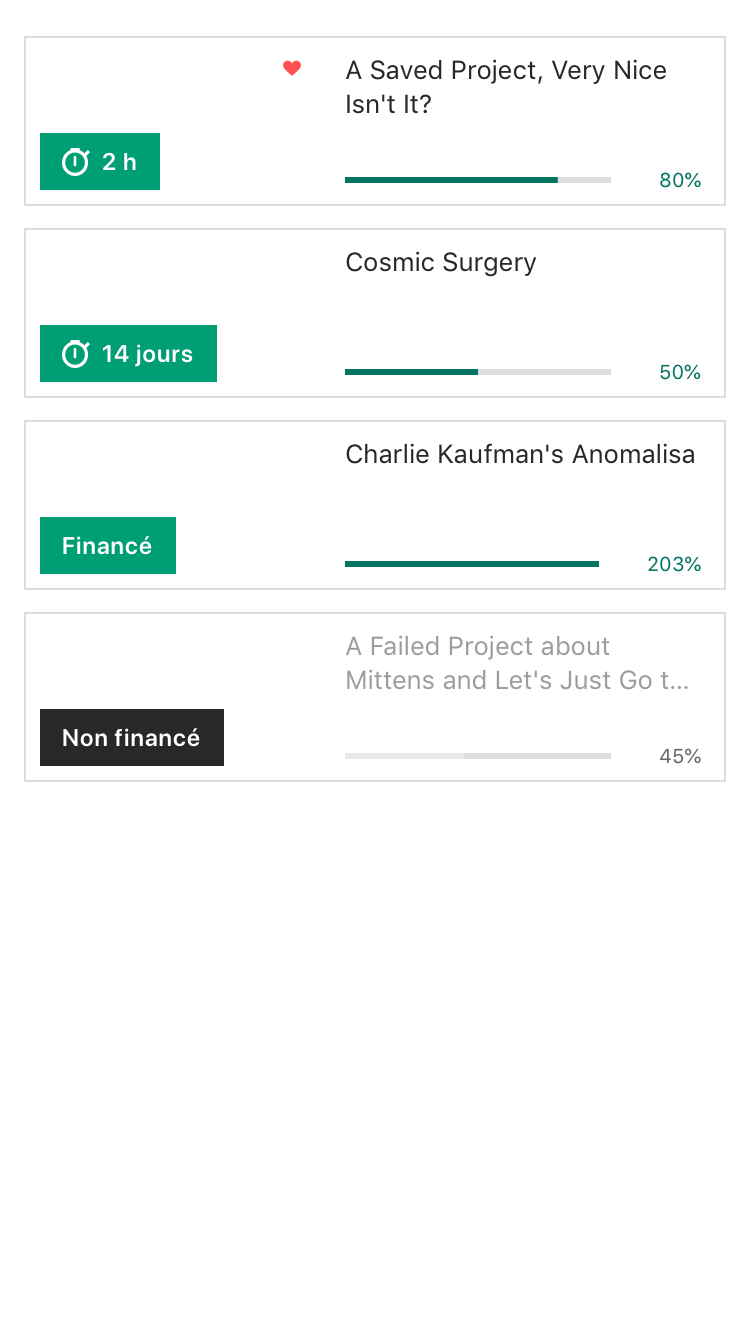 A Saved Project, Very Nice
Isn't It?
2 h
80%
Cosmic Surgery
14 jours
50%
Charlie Kaufman's Anomalisa
Financé
203%
A Failed Project about
Mittens and Let's Just Go t...
Non financé
45%